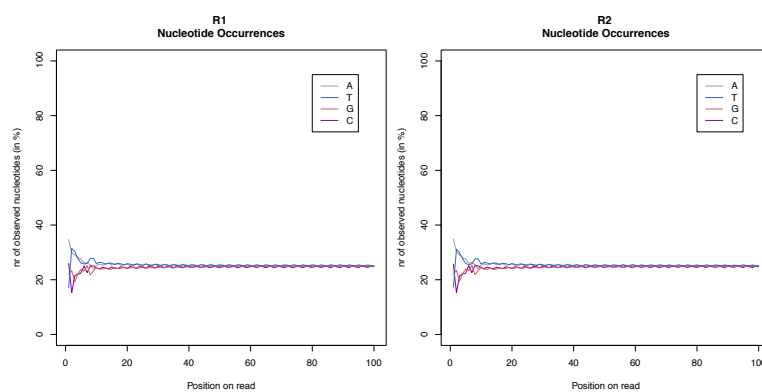 R1
Nucleotide Occurrences
nr of observed nucleotides (in %)
100
80
60
40
20
0
A
T
G
C
0 20 40 60 80 100
Position on read
R2
Nucleotide Occurrences
nr of observed nucleotides (in %)
100
80
60
40
20
0
A
T
G
C
0 20 40 60 80 100
Position on read